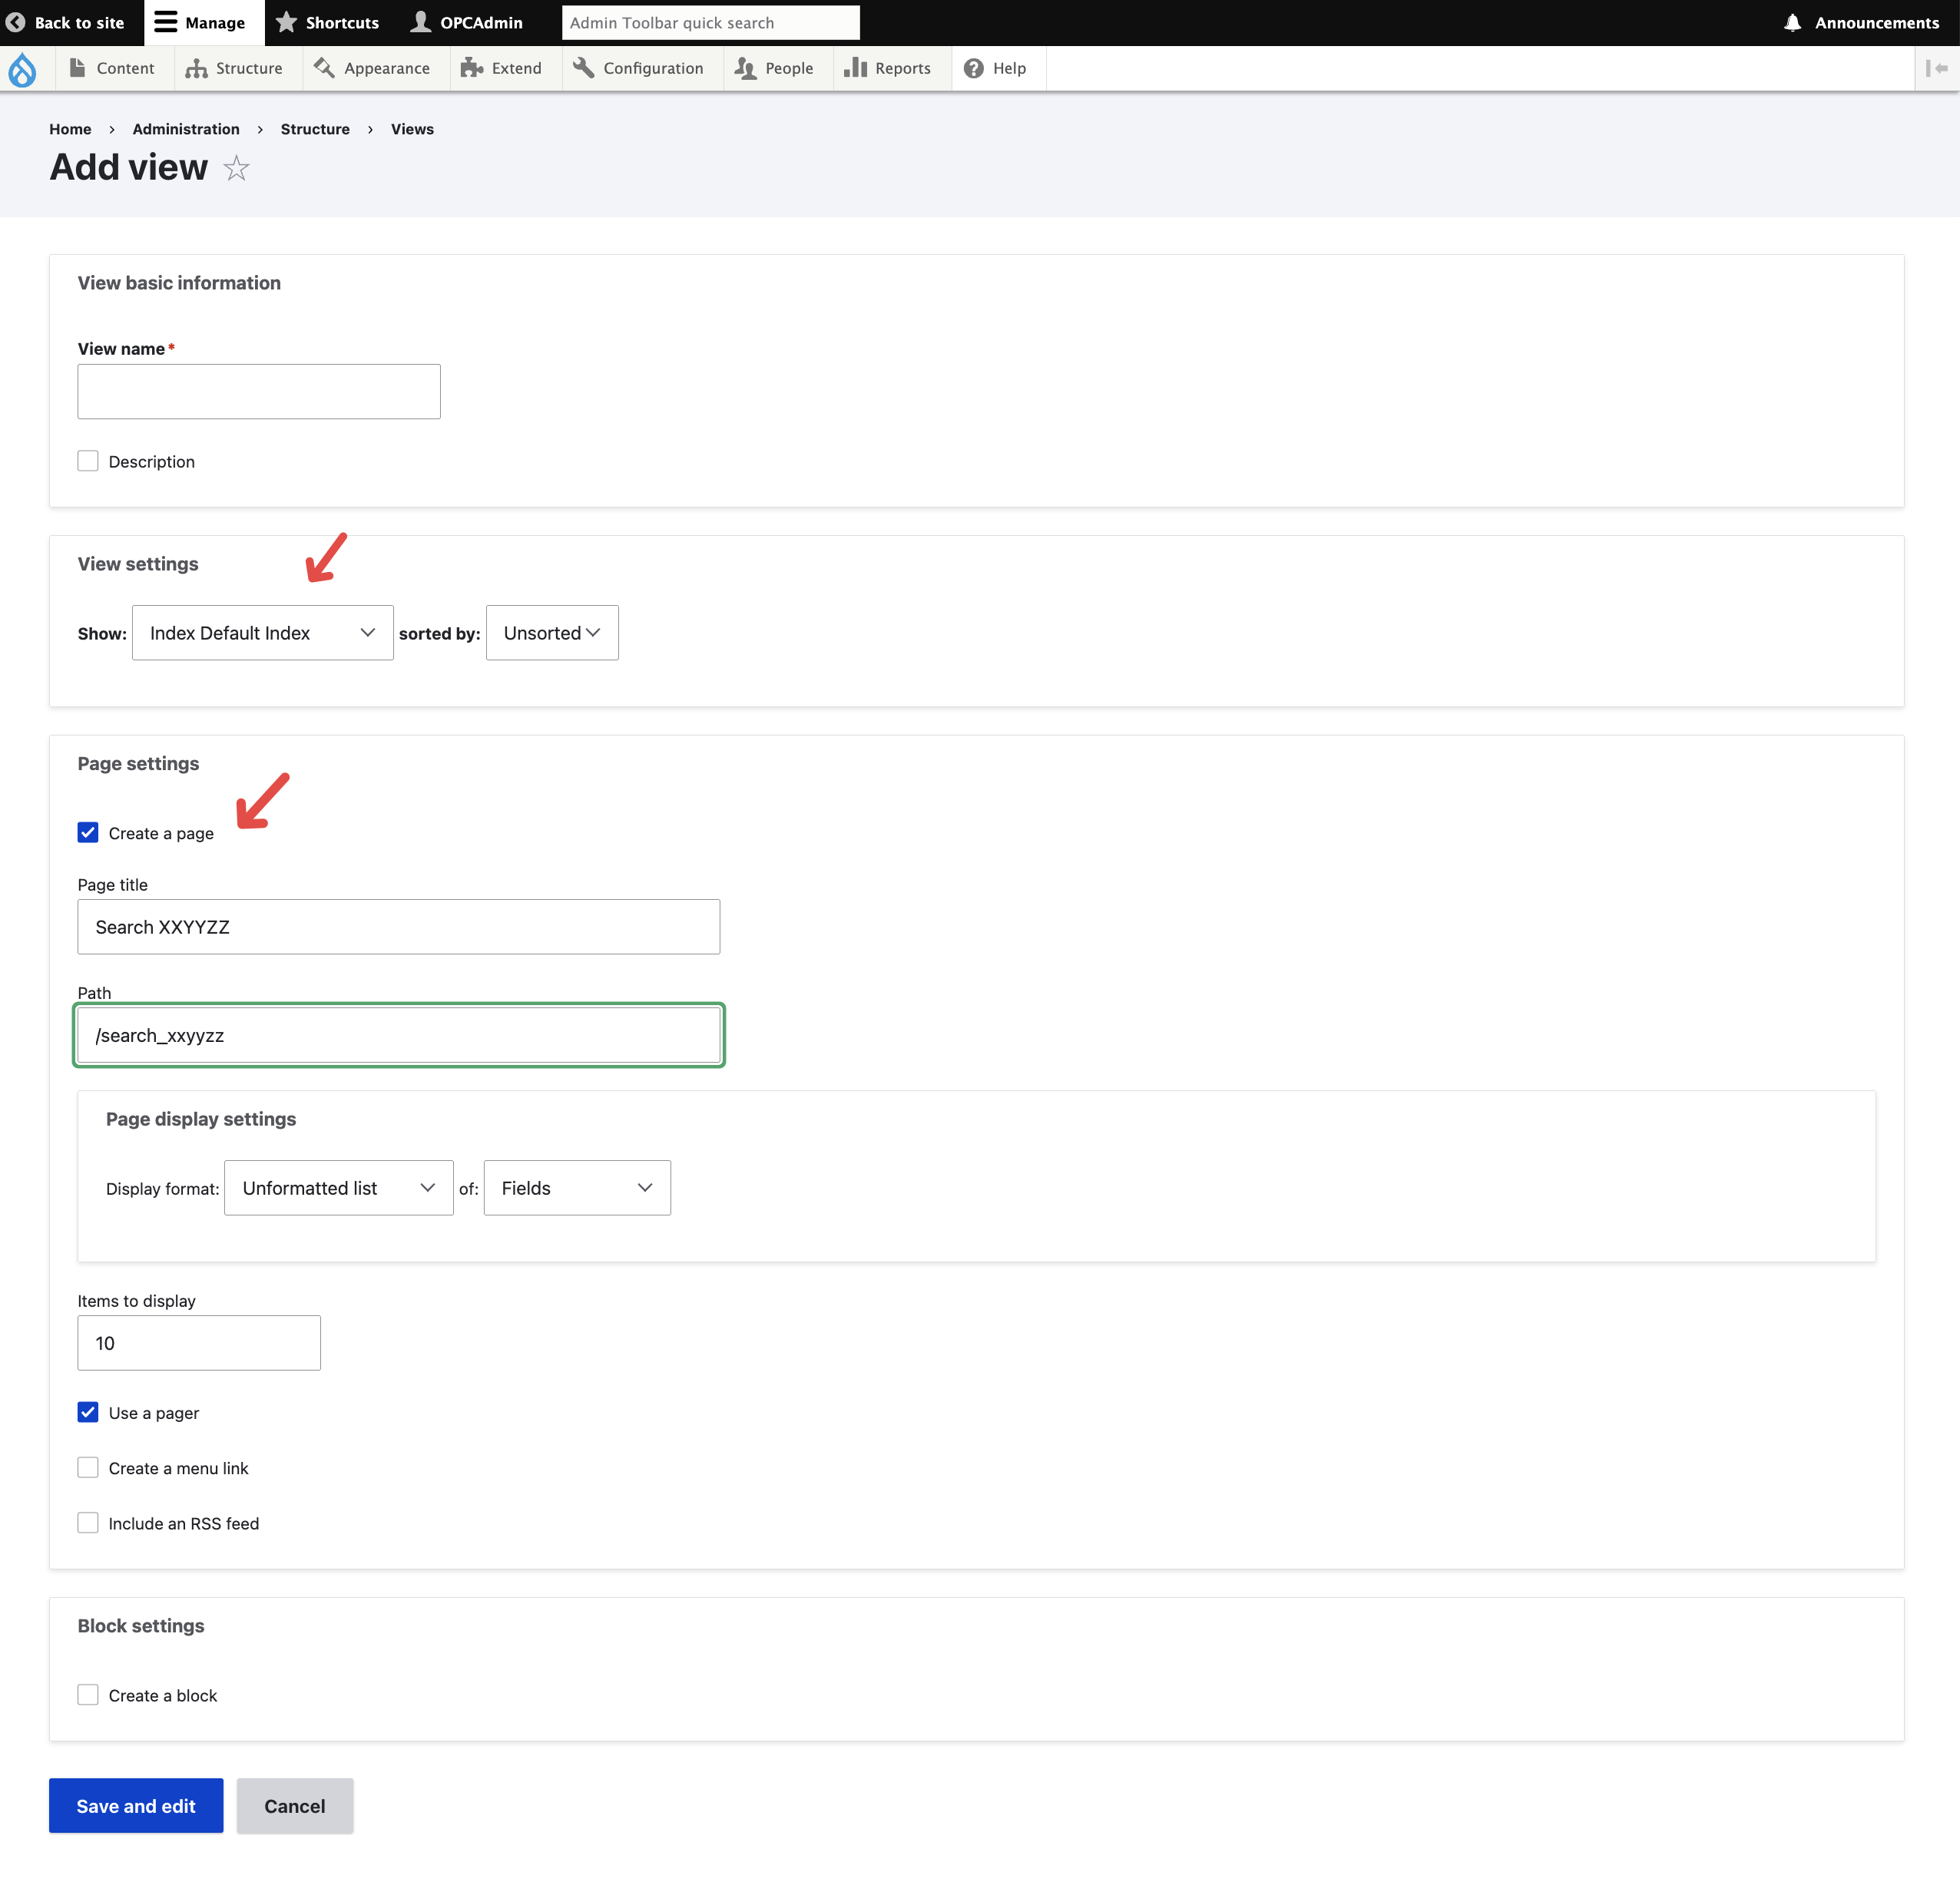 Back to site Manage Shortcuts OPCAdmin Admin Toolbar quick search Announcements
Content Structure Appearance Extend Configuration People Reports Help
Home › Administration › Structure › Views
Add view
View basic information
View name*
Description
View settings
Show: Index Default Index sorted by: Unsorted
Page settings
Create a page
Page title
Search XXYYZZ
Path
/search_xxyyzz
Page display settings
Display format: Unformatted list of: Fields
Items to display
10
Use a pager
Create a menu link
Include an RSS feed
Block settings
Create a block
Save and edit Cancel